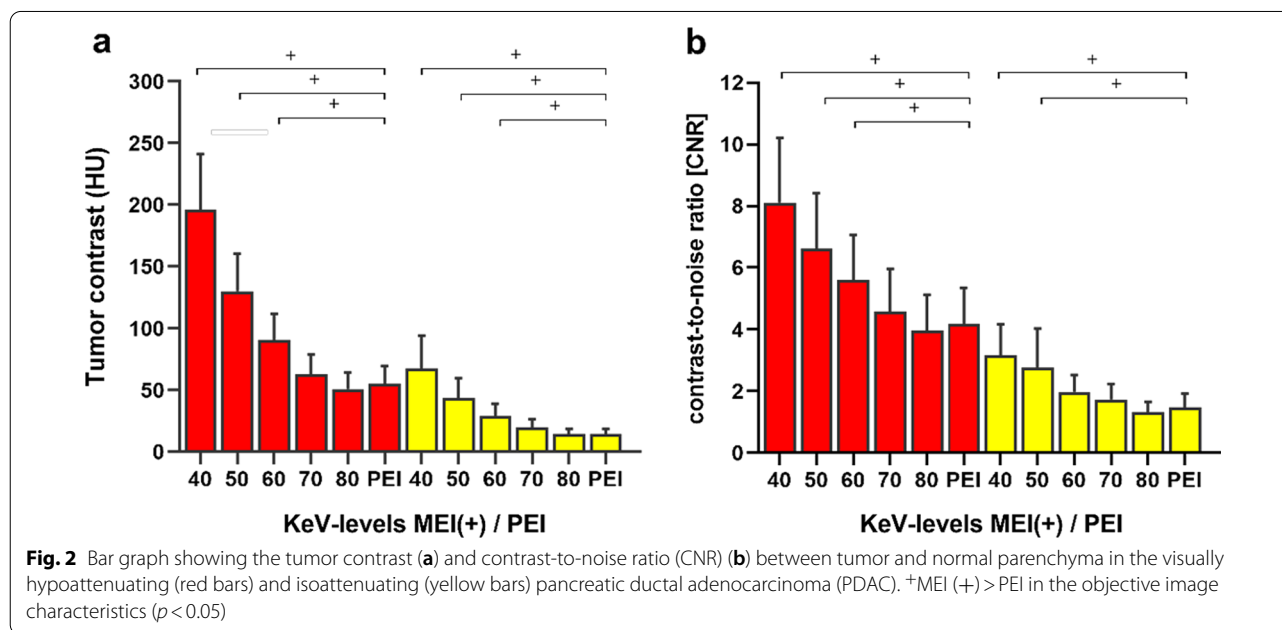 a
+ +
+ +
+ +
300
250
200
150
100
50
0
Tumor contrast (HU)
40 50 60 70 80 PEI 40 50 60 70 80 PEI
KeV-levels MEI(+) / PEI
b
+ +
+ +
+
12
10
8
6
4
2
0
contrast-to-noise ratio [CNR]
40 50 60 70 80 PEI 40 50 60 70 80 PEI
KeV-levels MEI(+) / PEI
Fig. 2 Bar graph showing the tumor contrast (a) and contrast-to-noise ratio (CNR) (b) between tumor and normal parenchyma in the visually
hypoattenuating (red bars) and isoattenuating (yellow bars) pancreatic ductal adenocarcinoma (PDAC). +MEI (+) > PEI in the objective image
characteristics (p < 0.05)